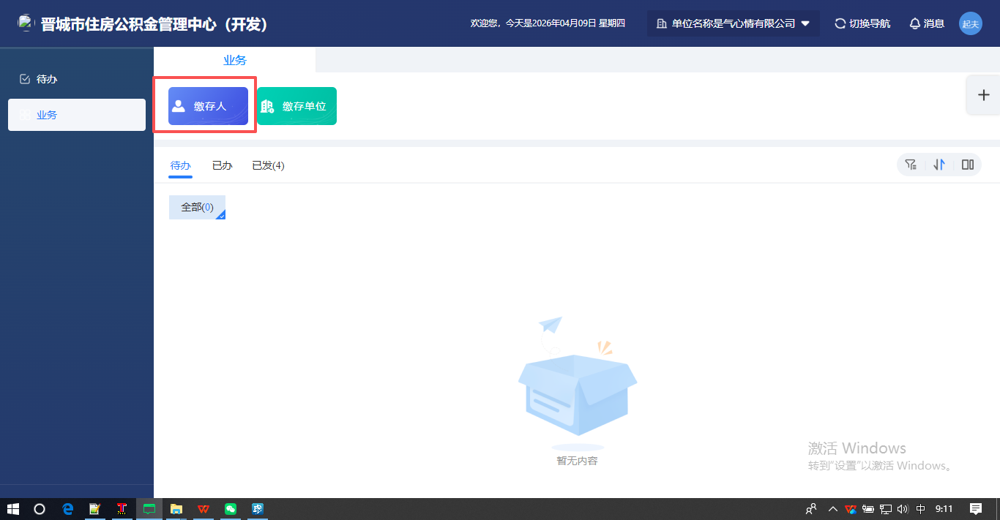 晋城市住房公积金管理中心（开发）
欢迎您，今天是2026年04月09日 星期四
单位名称是气心情有限公司
切换导航
消息
起夫
待办
业务
业务
缴存人
缴存单位
待办
已办
已发(4)
全部(0)
暂无内容
激活 Windows
转到"设置"以激活 Windows。
中
9:11